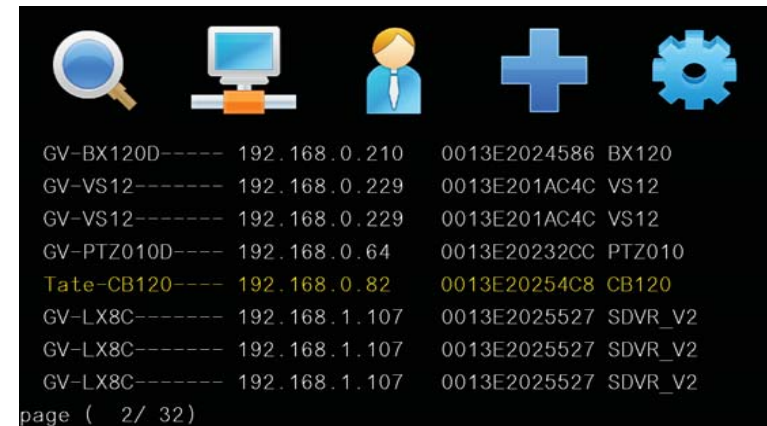 GV-BX120D----- 192.168.0.210 0013E2024586 BX120
GV-VS12------- 192.168.0.229 0013E201AC4C VS12
GV-VS12------- 192.168.0.229 0013E201AC4C VS12
GV-PTZ010D---- 192.168.0.64 0013E20232CC PTZ010
Tate-CB120---- 192.168.0.82 0013E20254C8 CB120
GV-LX8C------- 192.168.1.107 0013E2025527 SDVR_V2
GV-LX8C------- 192.168.1.107 0013E2025527 SDVR_V2
GV-LX8C------- 192.168.1.107 0013E2025527 SDVR_V2
page ( 2/ 32)